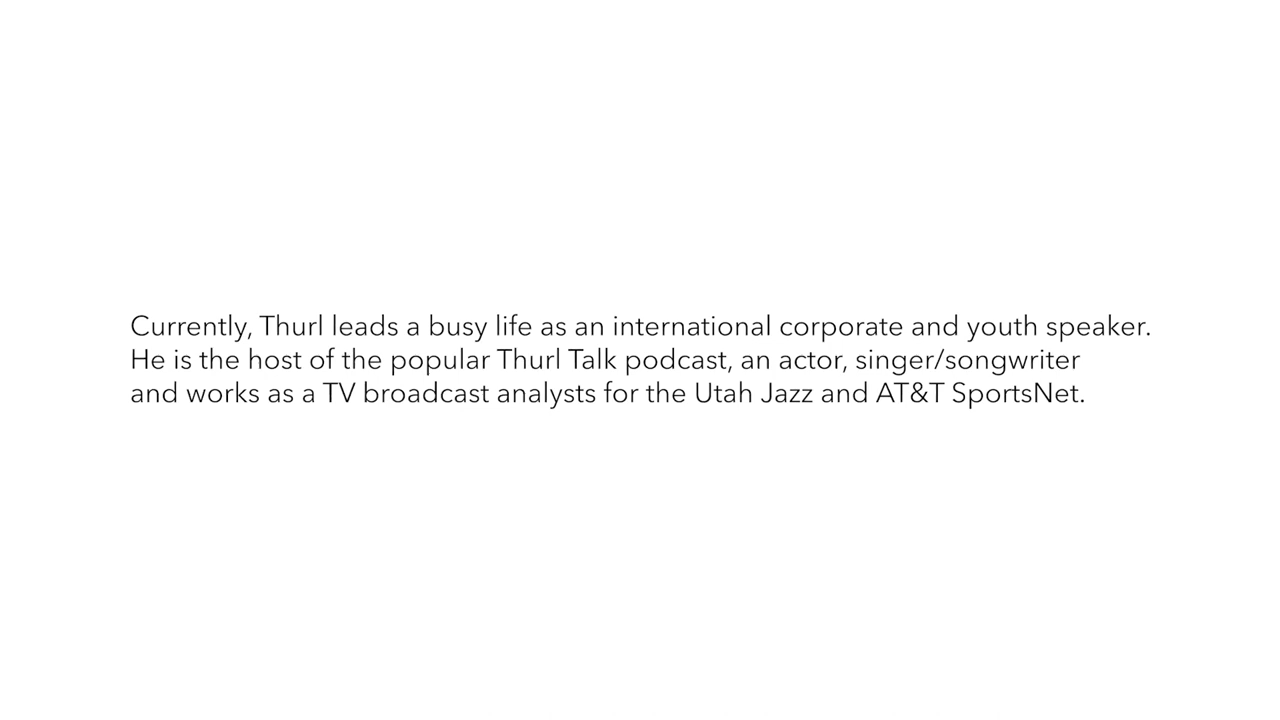 Currently, Thurl leads a busy life as an international corporate and youth speaker.
He is the host of the popular Thurl Talk podcast, an actor, singer/songwriter
and works as a TV broadcast analysts for the Utah Jazz and AT&T SportsNet.